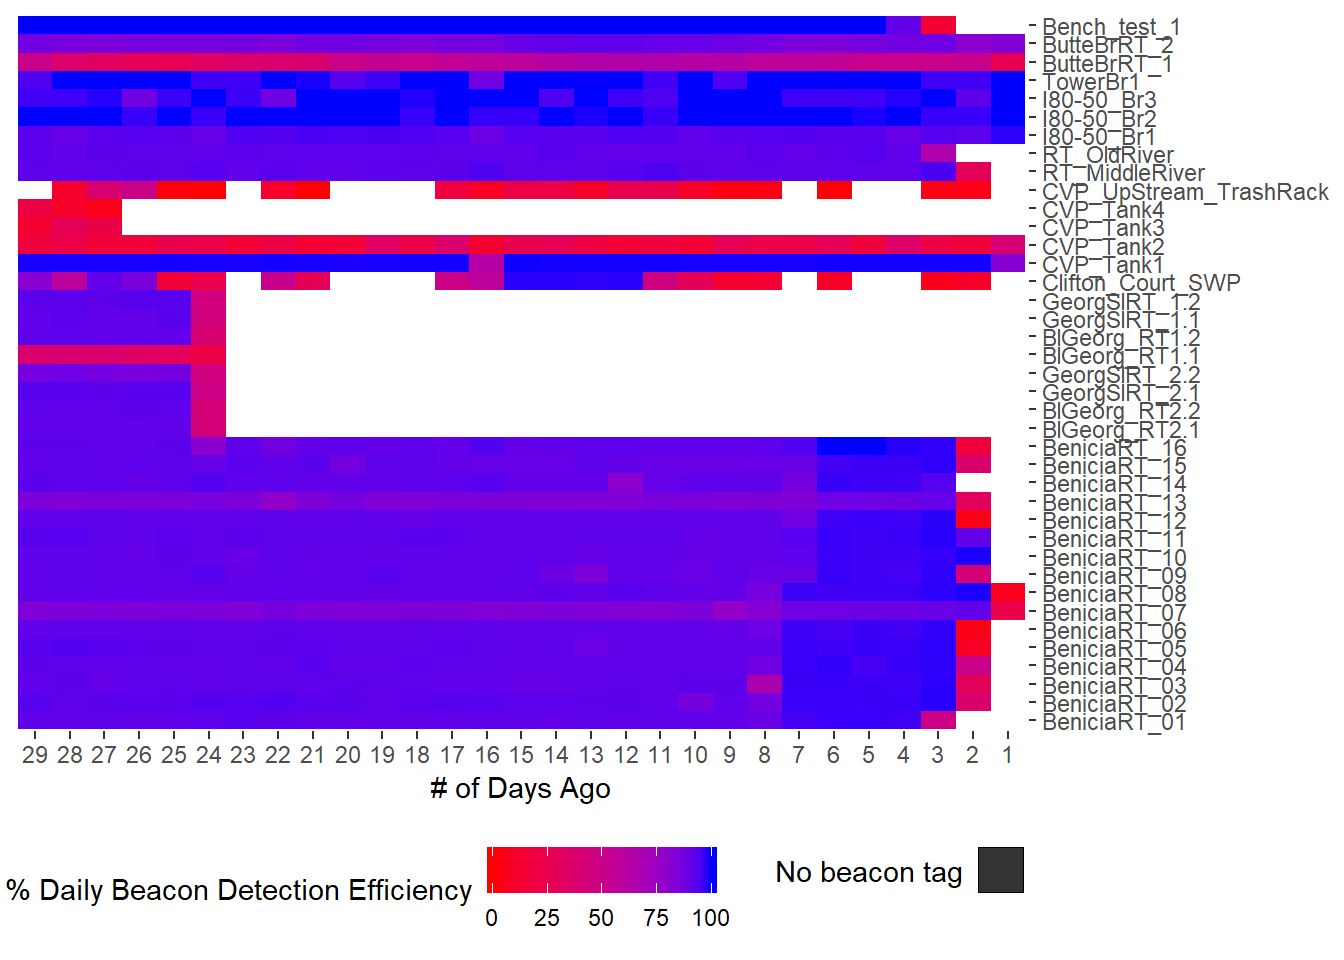 Bench_test_1
ButteBrRT_2
ButteBrRT_1
TowerBr1
I80-50_Br3
I80-50_Br2
I80-50_Br1
RT_OldRiver
RT_MiddleRiver
CVP_UpStream_TrashRack
CVP_Tank4
CVP_Tank3
CVP_Tank2
CVP_Tank1
Clifton_Court_SWP
GeorgSlRT_1.2
GeorgSlRT_1.1
BlGeorg_RT1.2
BlGeorg_RT1.1
GeorgSlRT_2.2
GeorgSlRT_2.1
BlGeorg_RT2.2
BlGeorg_RT2.1
BeniciaRT_16
BeniciaRT_15
BeniciaRT_14
BeniciaRT_13
BeniciaRT_12
BeniciaRT_11
BeniciaRT_10
BeniciaRT_09
BeniciaRT_08
BeniciaRT_07
BeniciaRT_06
BeniciaRT_05
BeniciaRT_04
BeniciaRT_03
BeniciaRT_02
BeniciaRT_01
29 28 27 26 25 24 23 22 21 20 19 18 17 16 15 14 13 12 11 10 9 8 7 6 5 4 3 2 1
# of Days Ago
% Daily Beacon Detection Efficiency
0 25 50 75 100
No beacon tag